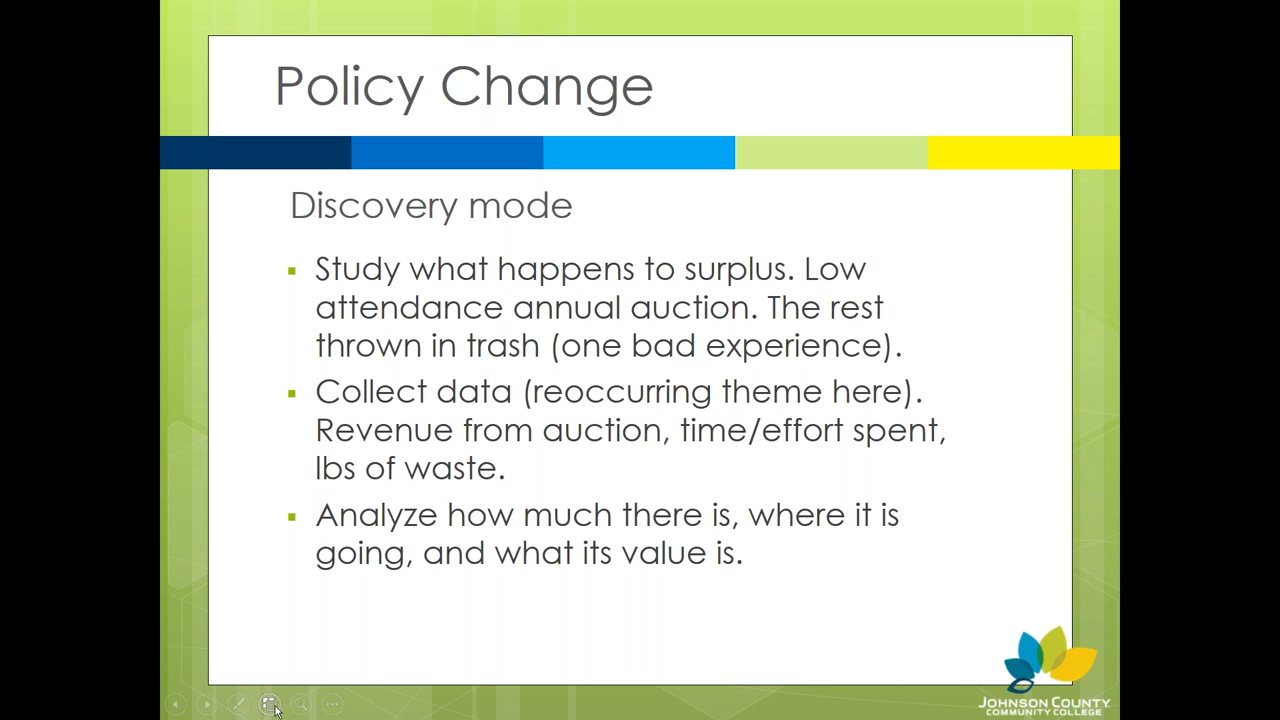 Policy Change
Discovery mode
▪ Study what happens to surplus. Low
attendance annual auction. The rest
thrown in trash (one bad experience).
▪ Collect data (reoccurring theme here).
Revenue from auction, time/effort spent,
lbs of waste.
▪ Analyze how much there is, where it is
going, and what its value is.
JOHNSON COUNTY
COMMUNITY COLLEGE